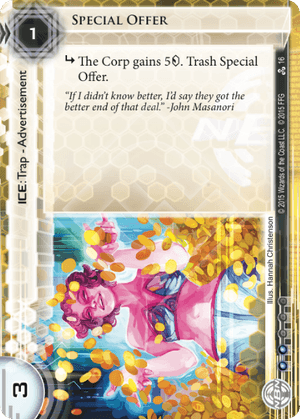 1
SPECIAL OFFER
↳ The Corp gains 5. Trash Special
Offer.
"If I didn't know better, I'd say they got the
better end of that deal." -John Masanori
ICE: Trap - Advertisement
16
© 2015 Wizards of the Coast LLC. © 2015 FFG
Illus. Hannah Christenson
3